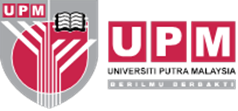 UPM
UPM
UNIVERSITI PUTRA MALAYSIA
BERILMU BERBAKTI